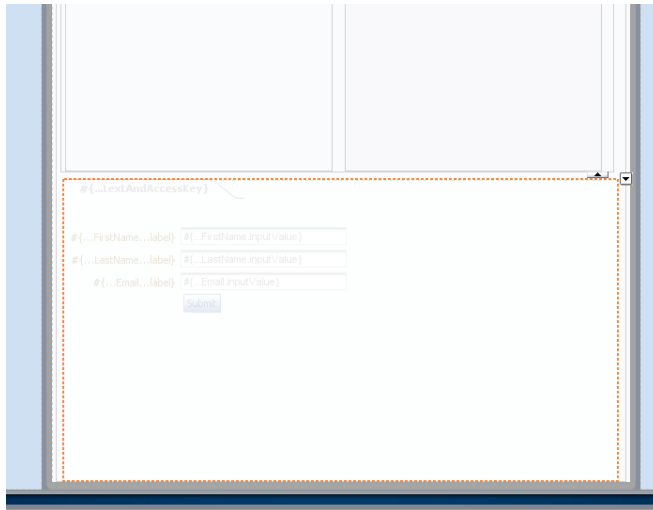 #{...textAndAccessKey}
#{...FirstName...label} #{...FirstName.inputValue}
#{...LastName...label} #{...LastName.inputValue}
#{...Email...label} #{...Email.inputValue}
Submit